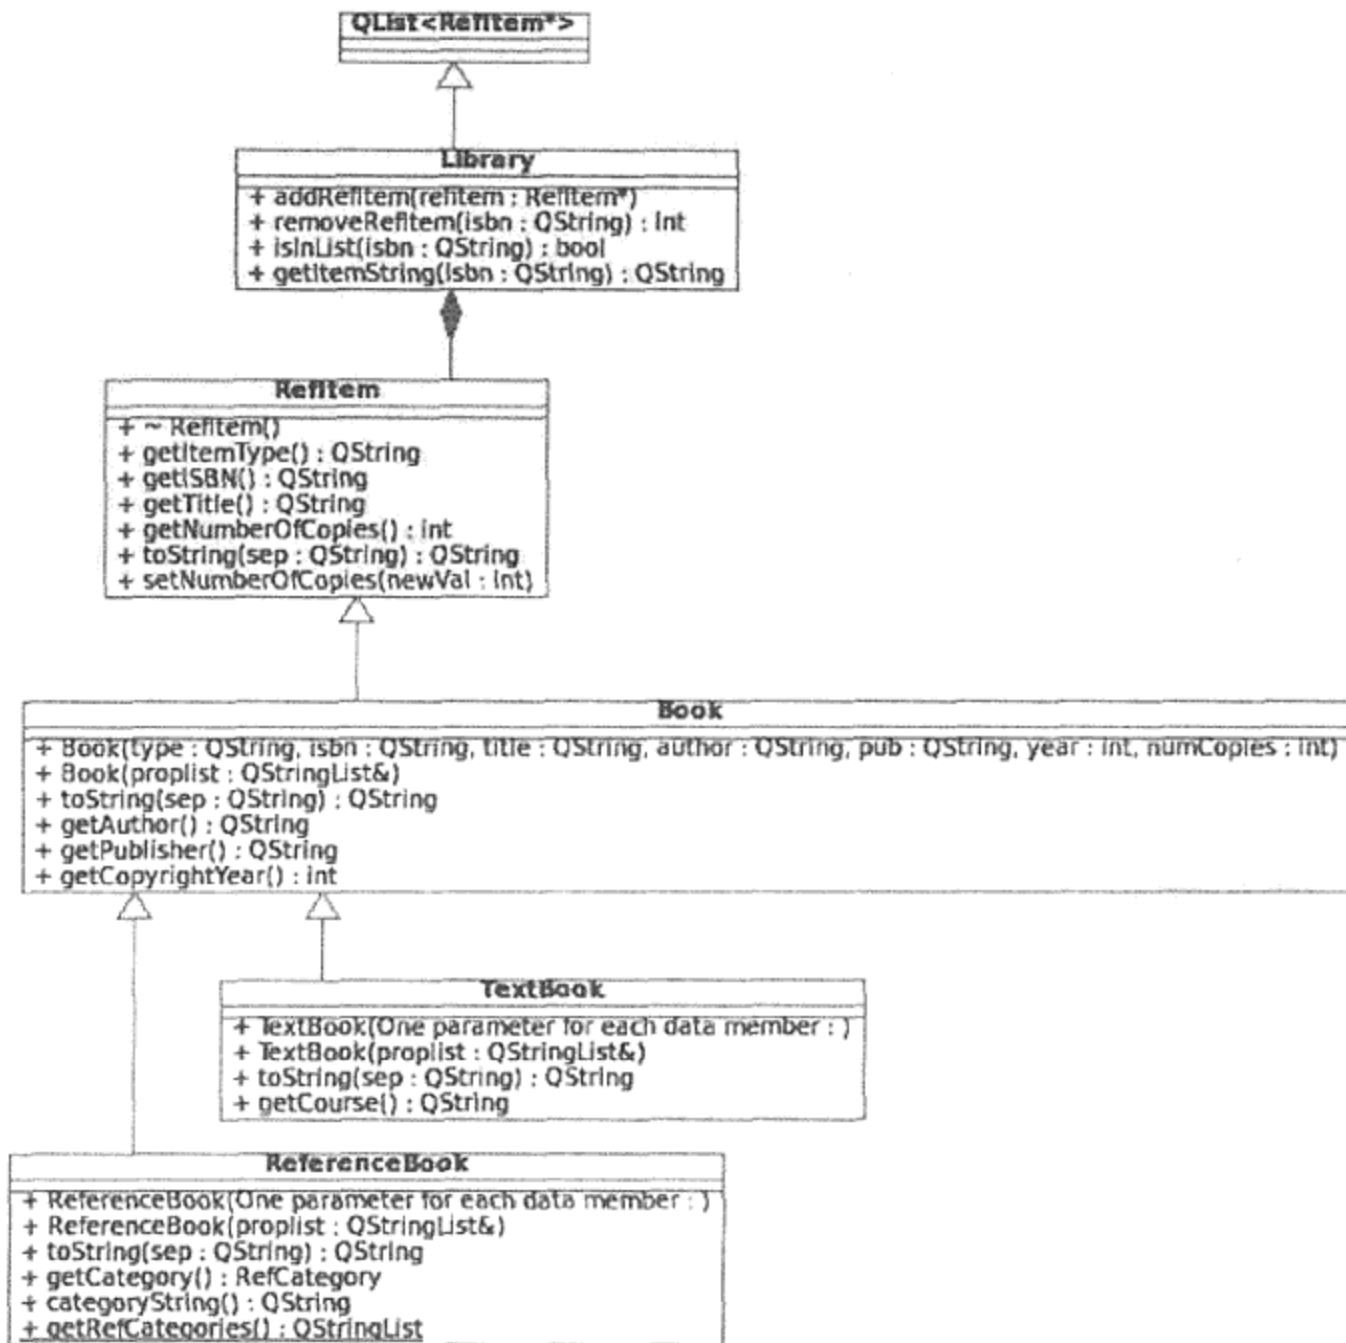 QList<RefItem*>
Library
+ addRefItem(refitem : RefItem*)
+ removeRefItem(isbn : QString) : int
+ isInList(isbn : QString) : bool
+ getItemString(isbn : QString) : QString
RefItem
+ ~ RefItem()
+ getItemType() : QString
+ getISBN() : QString
+ getTitle() : QString
+ getNumberOfCopies() : int
+ toString(sep : QString) : QString
+ setNumberOfCopies(newVal : int)
Book
+ Book(type : QString, isbn : QString, title : QString, author : QString, pub : QString, year : int, numCopies : int)
+ Book(proplist : QStringList&)
+ toString(sep : QString) : QString
+ getAuthor() : QString
+ getPublisher() : QString
+ getCopyrightYear() : int
TextBook
+ TextBook(One parameter for each data member : )
+ TextBook(proplist : QStringList&)
+ toString(sep : QString) : QString
+ getCourse() : QString
ReferenceBook
+ ReferenceBook(One parameter for each data member : )
+ ReferenceBook(proplist : QStringList&)
+ toString(sep : QString) : QString
+ getCategory() : RefCategory
+ categoryString() : QString
+ getRefCategories() : QStringList